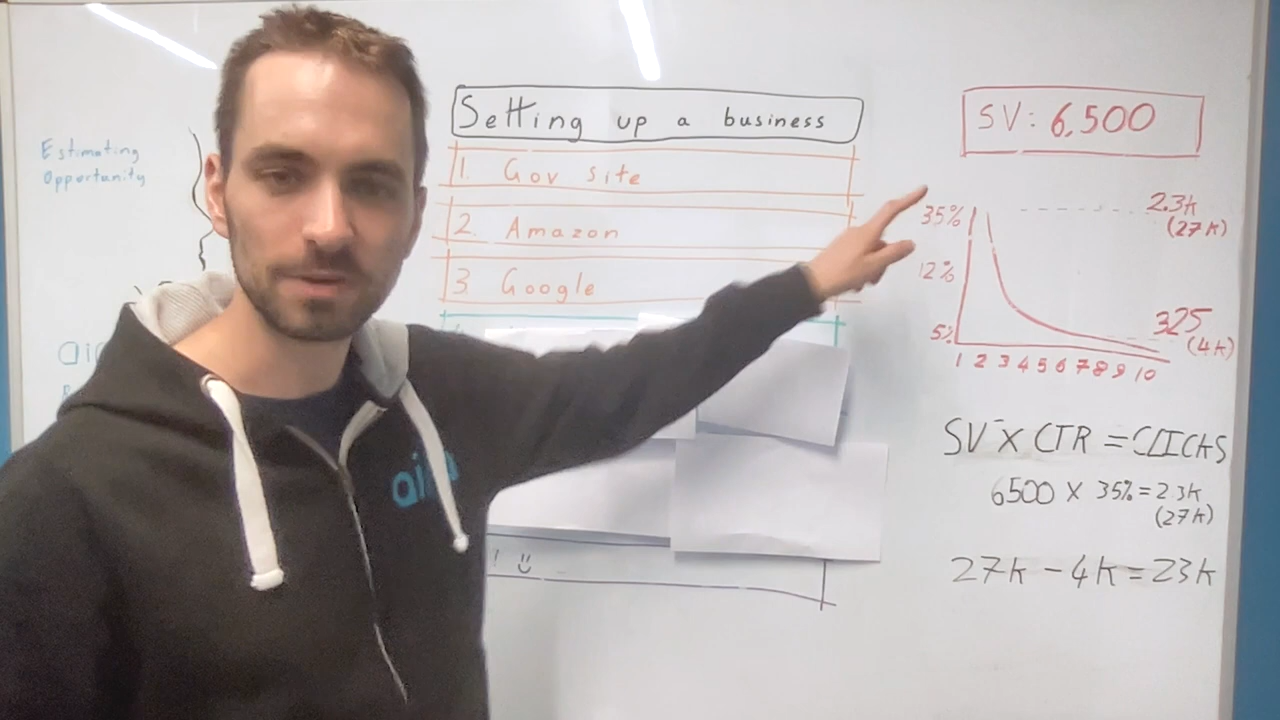 Estimating
Opportunity
Setting up a business
1. Gov site
2. Amazon
3 Google
SV: 6,500
35%
12%
5%
2.3k
(27k)
325
(4k)
1 2 3 4 5 6 7 8 9 10
SV X CTR = CLICKS
6500 X 35% = 2.3k
(27k)
27k - 4k = 23k
! ü